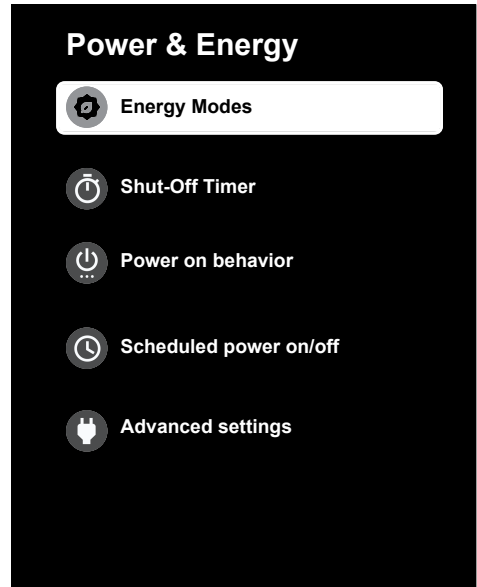 Power & Energy
Energy Modes
Shut-Off Timer
Power on behavior
Scheduled power on/off
Advanced settings